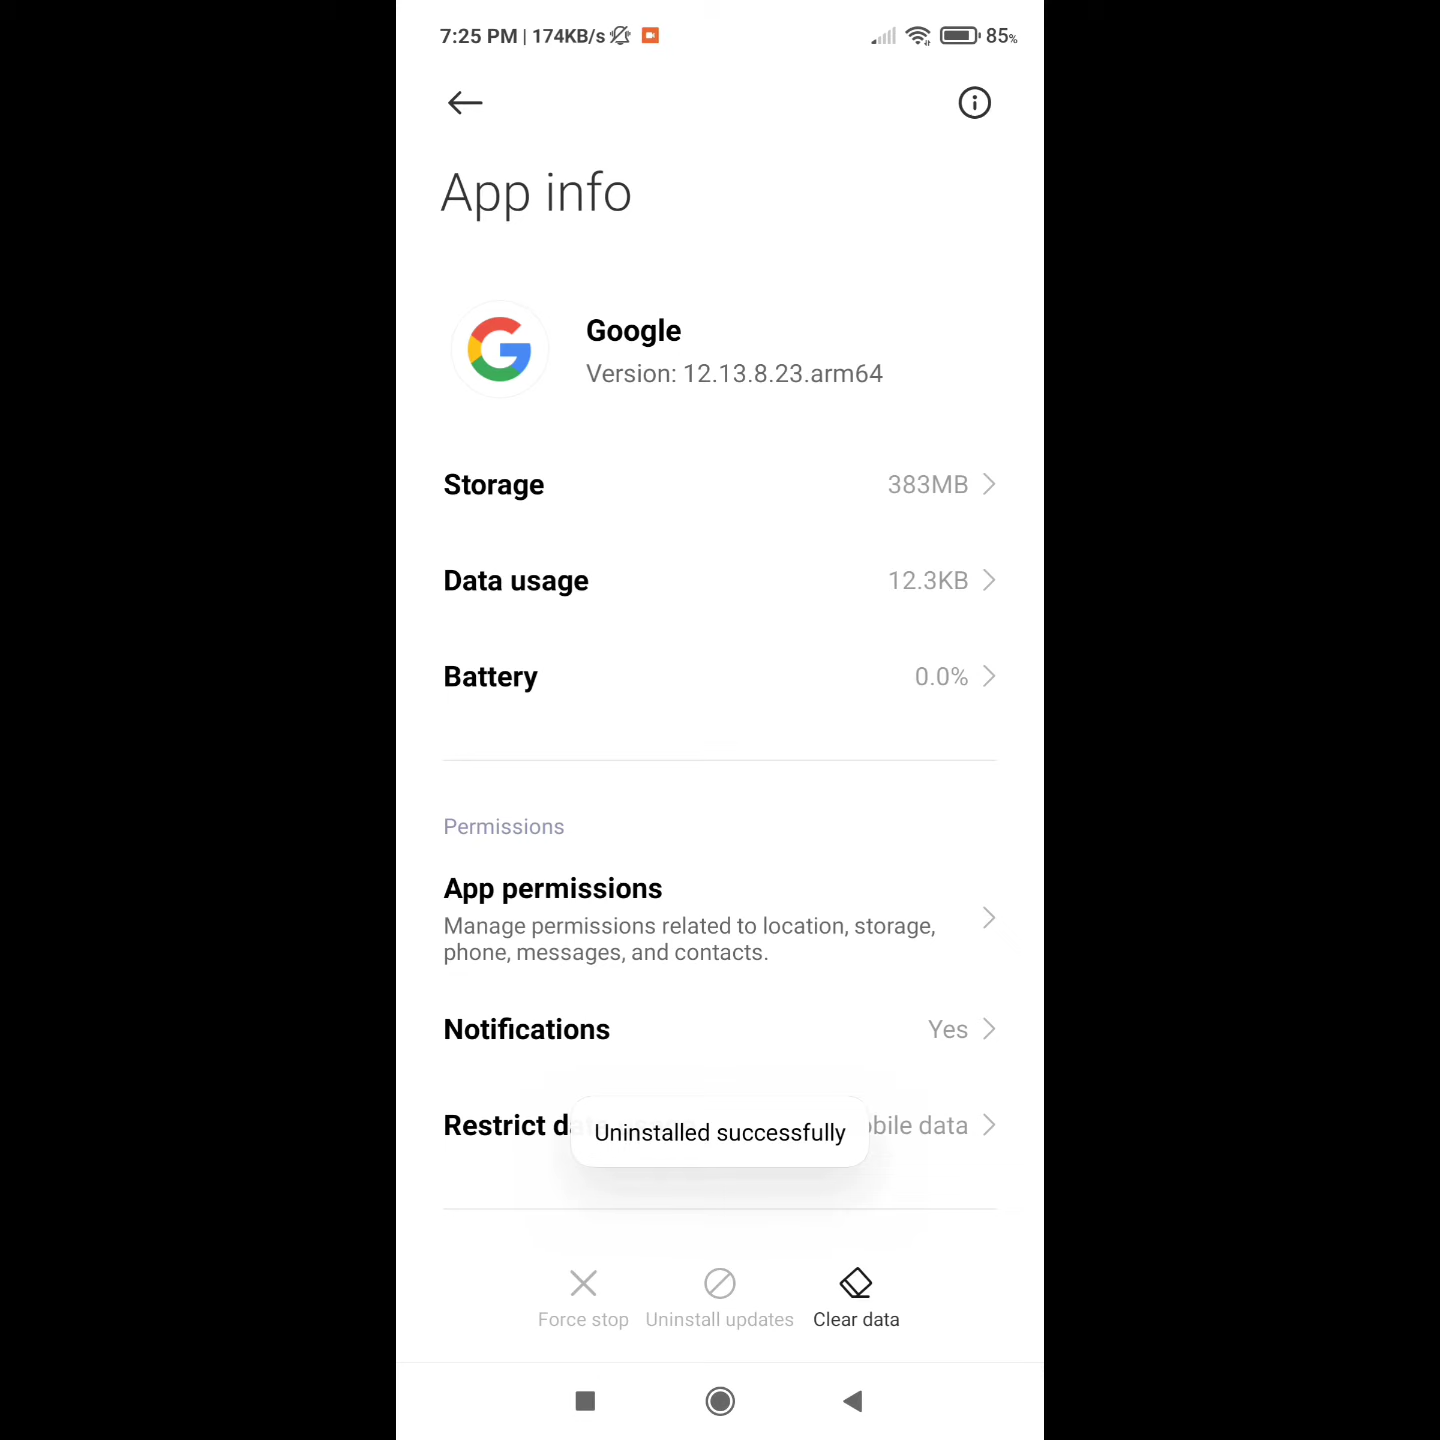 7:25 PM | 174KB/s 85%
App info
Google
Version: 12.13.8.23.arm64
Storage 383MB
Data usage 12.3KB
Battery 0.0%
Permissions
App permissions
Manage permissions related to location, storage,
phone, messages, and contacts.
Notifications Yes
Restrict data
Uninstalled successfully
Force stop Uninstall updates Clear data